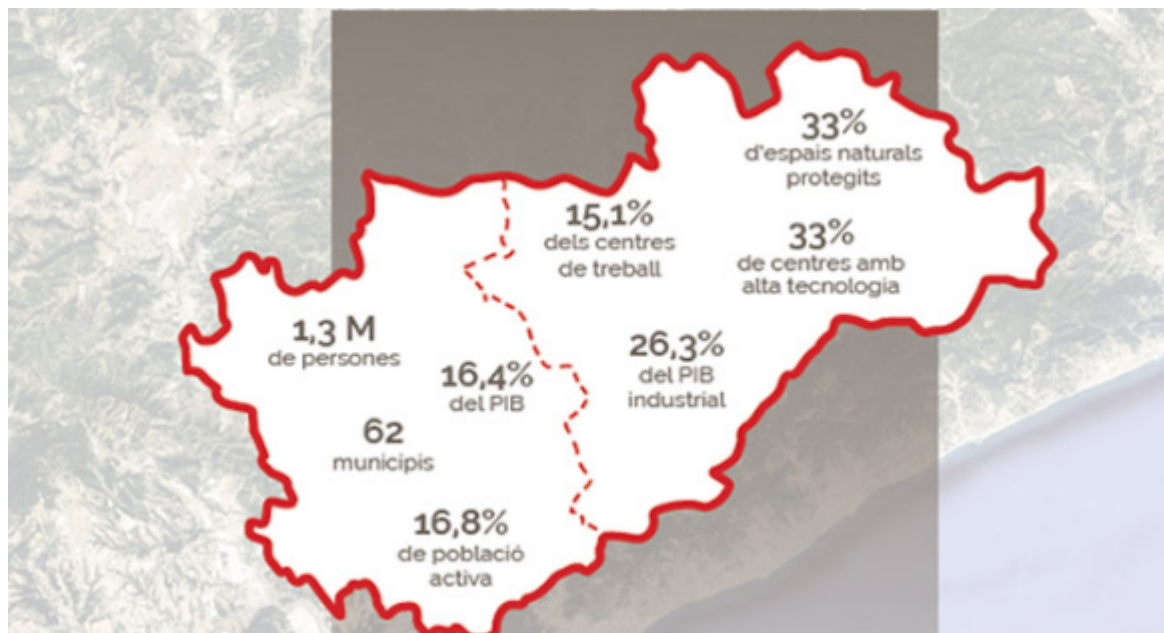 33%
d'espais naturals
protegits
15,1%
dels centres
de treball
33%
de centres amb
alta tecnologia
1,3 M
de persones
16,4%
del PIB
26,3%
del PIB
industrial
62
municipis
16,8%
de població
activa